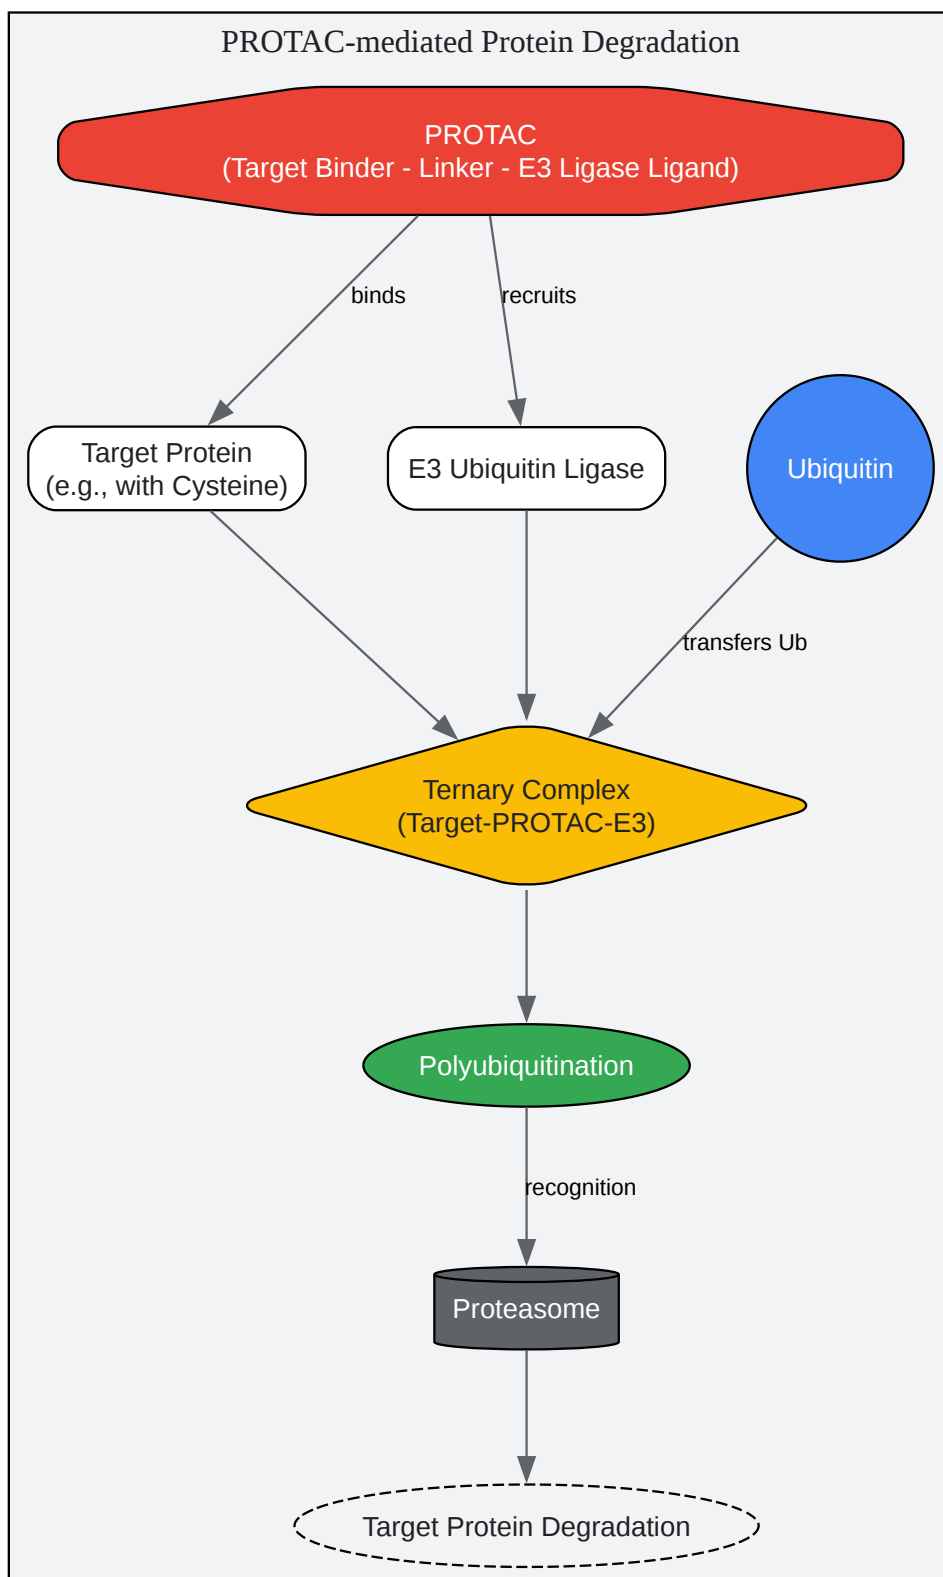 PROTAC-mediated Protein Degradation
PROTAC
(Target Binder - Linker - E3 Ligase Ligand)
binds
recruits
Target Protein
(e.g., with Cysteine)
E3 Ubiquitin Ligase
Ubiquitin
transfers Ub
Ternary Complex
(Target-PROTAC-E3)
Polyubiquitination
recognition
Proteasome
Target Protein Degradation